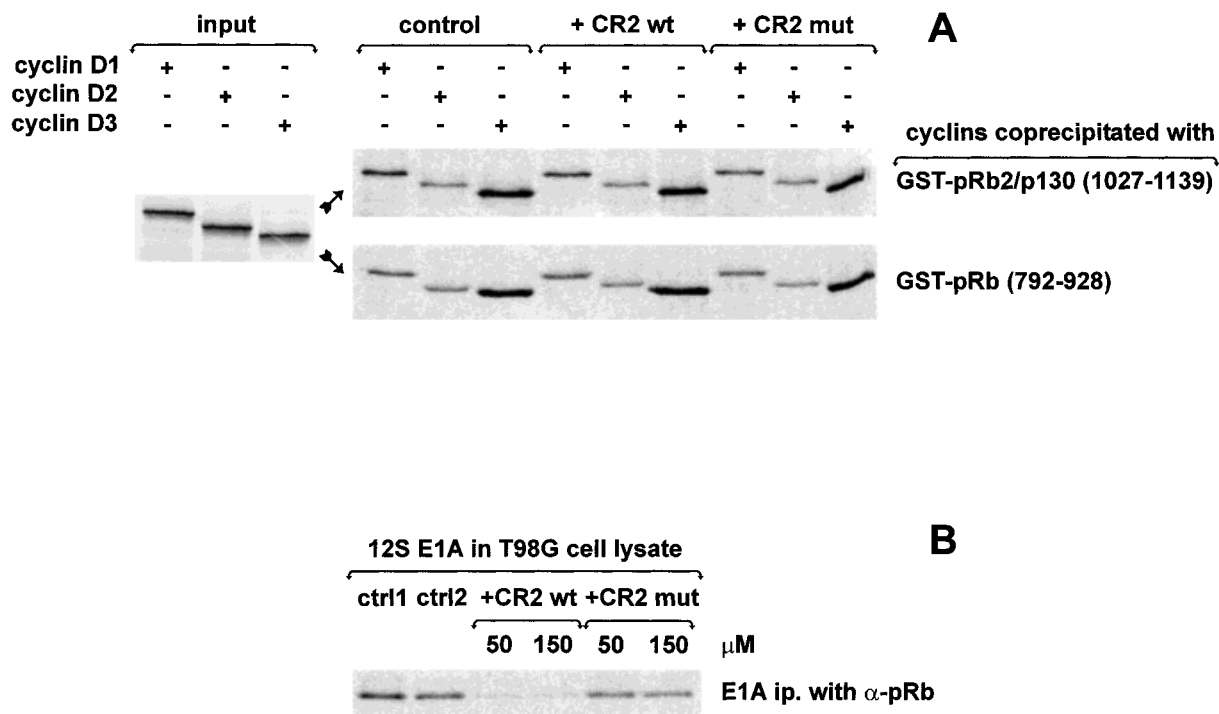 A
input control + CR2 wt + CR2 mut
cyclin D1 + - - + - - + - - + - -
cyclin D2 - + - - + - - + - - + -
cyclin D3 - - + - - + - - + - - +
cyclins coprecipitated with
GST-pRb2/p130 (1027-1139)
GST-pRb (792-928)
B
12S E1A in T98G cell lysate
ctrl1 ctrl2 +CR2 wt +CR2 mut
50 150 50 150 μM
E1A ip. with α-pRb